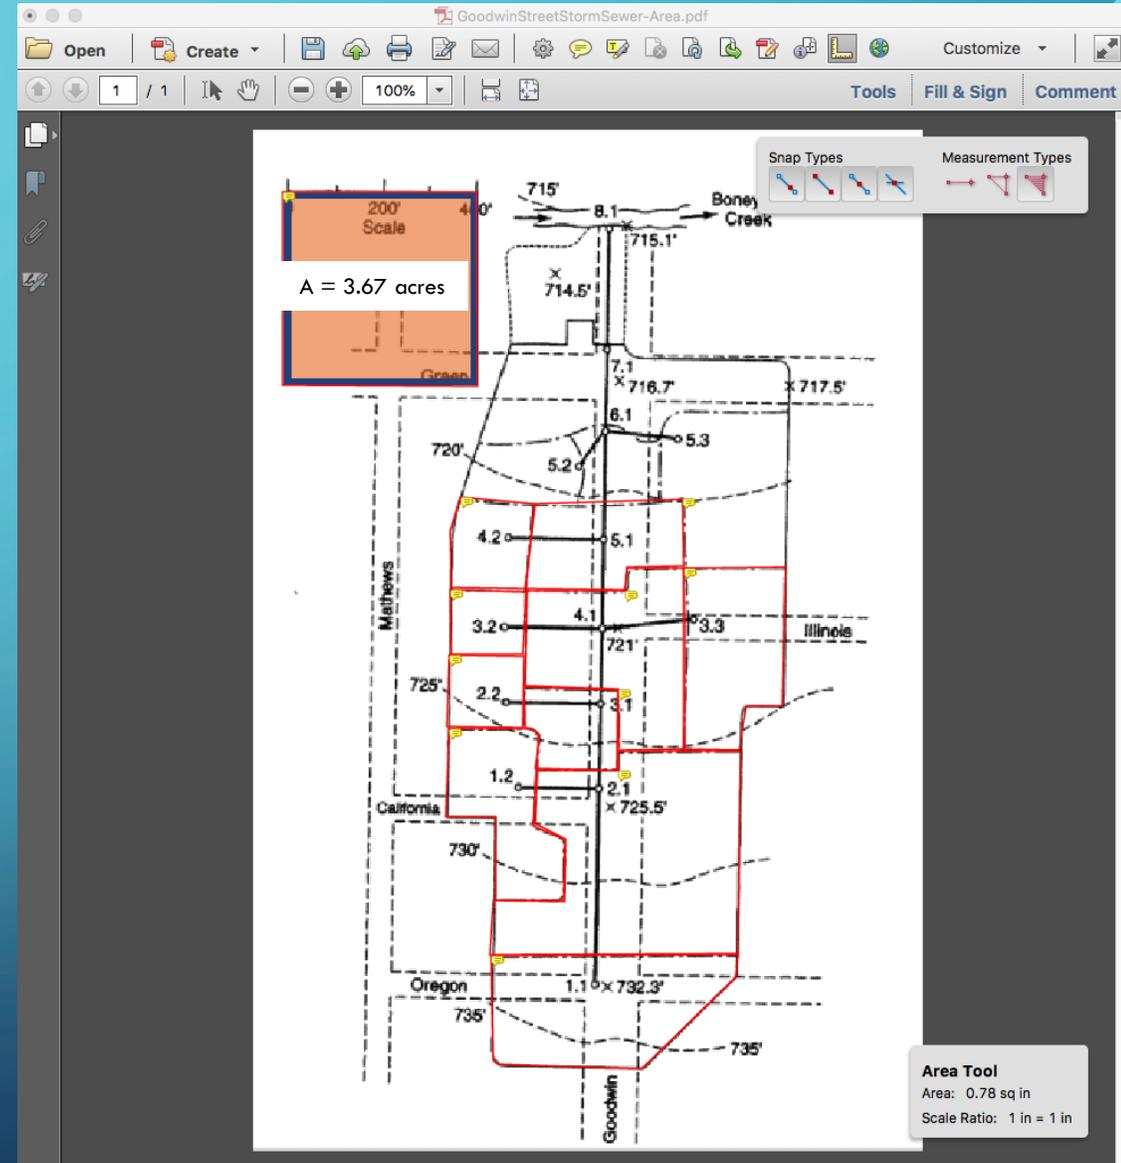 GoodwinStreetStormSewer-Area.pdf
Open
Create
Customize
1 / 1
100%
Tools
Fill & Sign
Comment
Snap Types
Measurement Types
200'
400'
Scale
A = 3.67 acres
Green
715'
8.1
Boney
Creek
715.1'
714.5'
7.1
716.7'
717.5'
6.1
5.3
720'
5.2
4.2
5.1
Mathews
4.1
3.2
3.3
721'
Illinois
725'
2.2
3.1
1.2
2.1
725.5'
California
730'
Oregon
1.1
732.3'
735'
735'
Goodwin
Area Tool
Area: 0.78 sq in
Scale Ratio: 1 in = 1 in